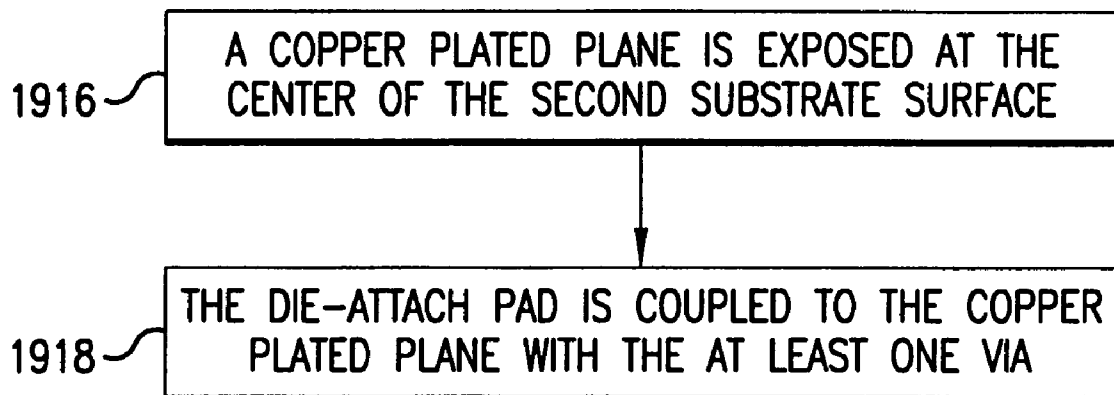 1916
A COPPER PLATED PLANE IS EXPOSED AT THE
CENTER OF THE SECOND SUBSTRATE SURFACE
1918
THE DIE-ATTACH PAD IS COUPLED TO THE COPPER
PLATED PLANE WITH THE AT LEAST ONE VIA